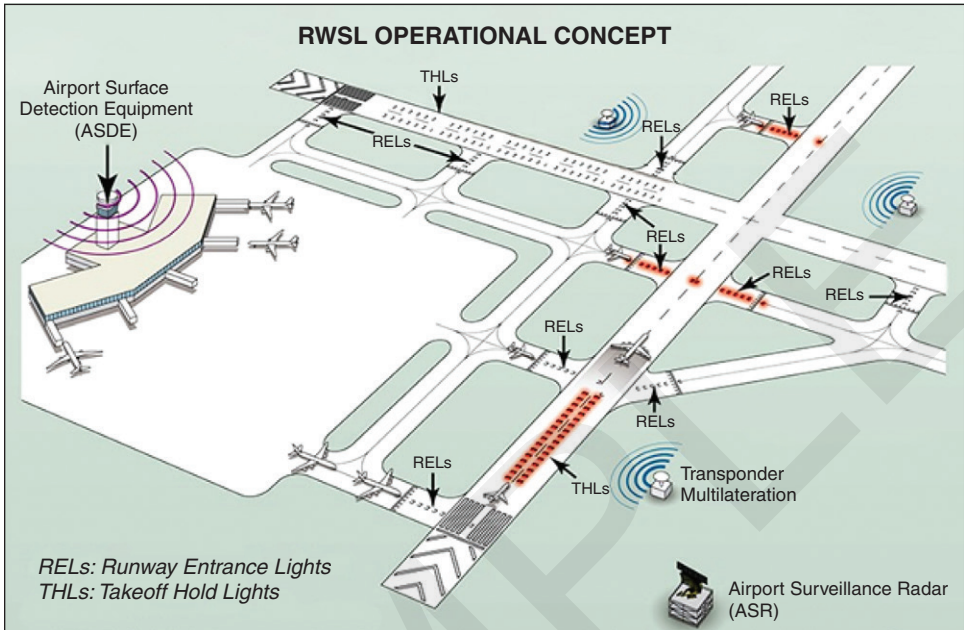 RWSL OPERATIONAL CONCEPT
Airport Surface
Detection Equipment
(ASDE)
THLs
RELs
RELs
RELs
RELs
RELs
RELs
RELs
RELs
RELs
THLs
Transponder
Multilateration
RELs
RELs: Runway Entrance Lights
THLs: Takeoff Hold Lights
Airport Surveillance Radar
(ASR)